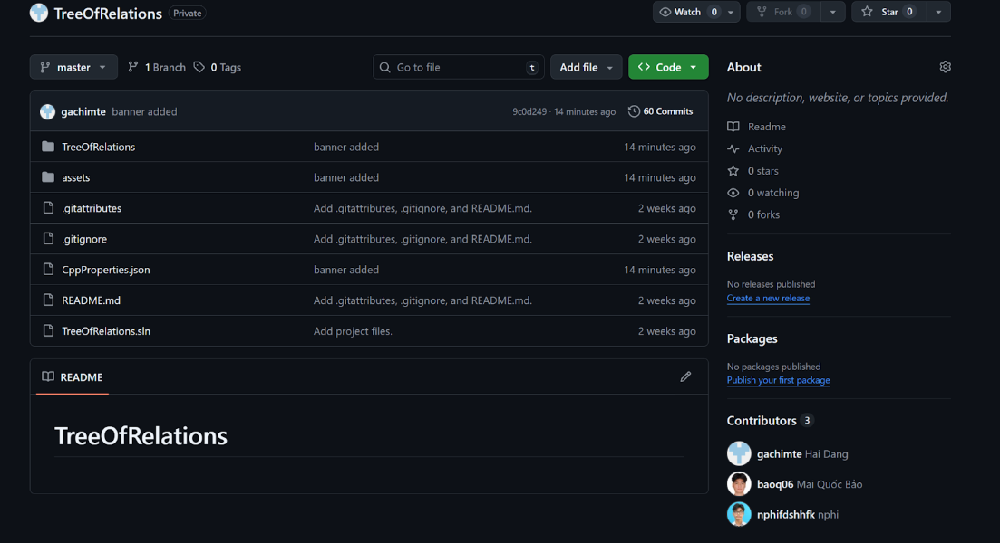 TreeOfRelations Private
Watch 0 Fork 0 Star 0
master 1 Branch 0 Tags Go to file t Add file Code
gachimte banner added 9c0d249 · 14 minutes ago 60 Commits
TreeOfRelations banner added 14 minutes ago
assets banner added 14 minutes ago
.gitattributes Add .gitattributes, .gitignore, and README.md. 2 weeks ago
.gitignore Add .gitattributes, .gitignore, and README.md. 2 weeks ago
CppProperties.json banner added 14 minutes ago
README.md Add .gitattributes, .gitignore, and README.md. 2 weeks ago
TreeOfRelations.sln Add project files. 2 weeks ago
README
TreeOfRelations
About
No description, website, or topics provided.
Readme
Activity
0 stars
0 watching
0 forks
Releases
No releases published
Create a new release
Packages
No packages published
Publish your first package
Contributors 3
gachimte Hai Dang
baoq06 Mai Quốc Bảo
nphifdshhfk nphi